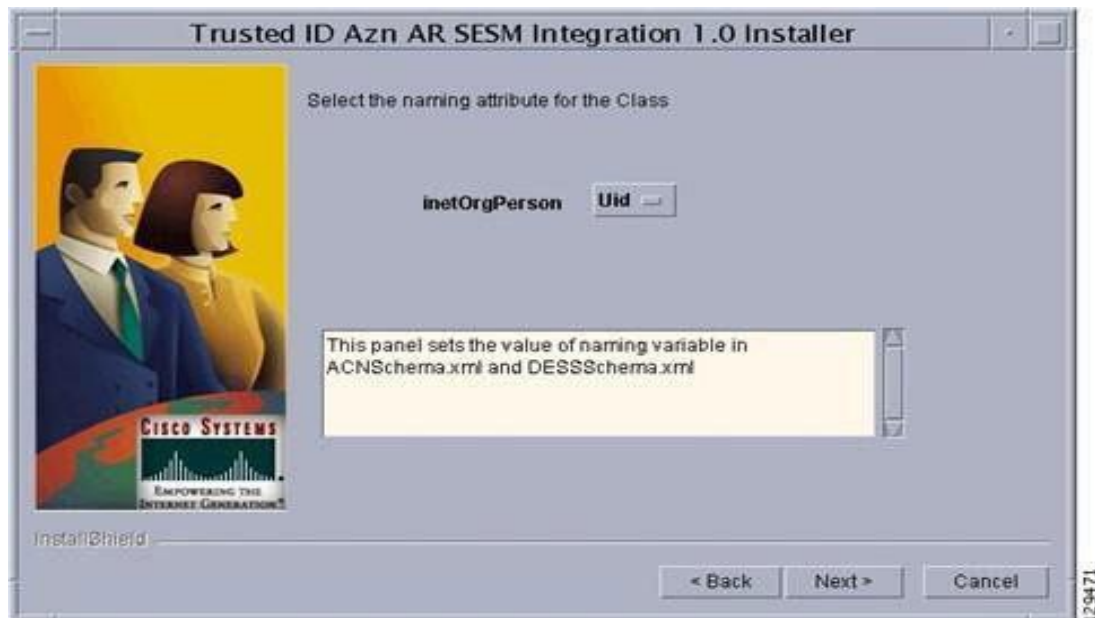 Trusted ID Azn AR SESM Integration 1.0 Installer
Select the naming attribute for the Class
inetOrgPerson Uid
This panel sets the value of naming variable in
ACNSchema.xml and DESSSchema.xml
CISCO SYSTEMS
EMPOWERING THE
INTERNET GENERATION
InstallShield
< Back Next > Cancel
129471